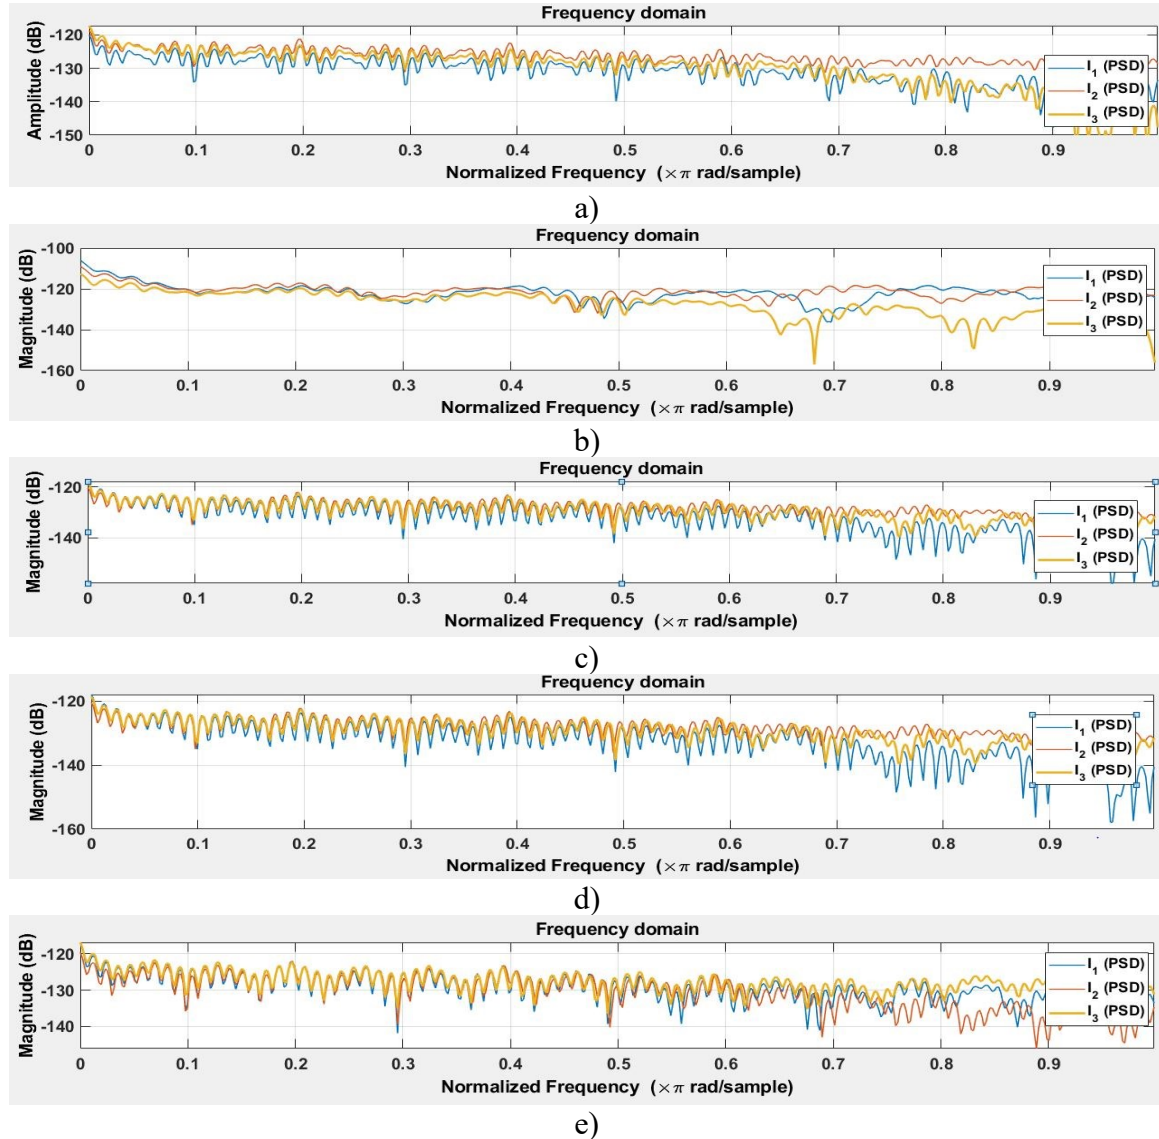 Frequency domain
Amplitude (dB)
-120
-130
-140
-150
0 0.1 0.2 0.3 0.4 0.5 0.6 0.7 0.8 0.9
Normalized Frequency (×π rad/sample)
I₁ (PSD)
I₂ (PSD)
I₃ (PSD)
a)
Frequency domain
Magnitude (dB)
-100
-120
-140
-160
0 0.1 0.2 0.3 0.4 0.5 0.6 0.7 0.8 0.9
Normalized Frequency (×π rad/sample)
I₁ (PSD)
I₂ (PSD)
I₃ (PSD)
b)
Frequency domain
Magnitude (dB)
-120
-140
0 0.1 0.2 0.3 0.4 0.5 0.6 0.7 0.8 0.9
Normalized Frequency (×π rad/sample)
I₁ (PSD)
I₂ (PSD)
I₃ (PSD)
c)
Frequency domain
Magnitude (dB)
-120
-140
-160
0 0.1 0.2 0.3 0.4 0.5 0.6 0.7 0.8 0.9
Normalized Frequency (×π rad/sample)
I₁ (PSD)
I₂ (PSD)
I₃ (PSD)
d)
Frequency domain
Magnitude (dB)
-120
-130
-140
0 0.1 0.2 0.3 0.4 0.5 0.6 0.7 0.8 0.9
Normalized Frequency (×π rad/sample)
I₁ (PSD)
I₂ (PSD)
I₃ (PSD)
e)